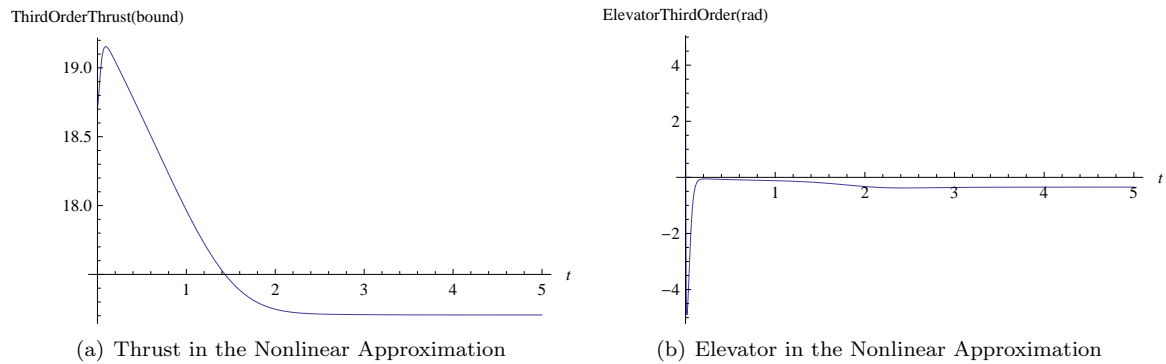 ThirdOrderThrust(bound)
19.0
18.5
18.0
1 2 3 4 5
t
(a) Thrust in the Nonlinear Approximation
ElevatorThirdOrder(rad)
4
2
1 2 3 4 5
t
−2
−4
(b) Elevator in the Nonlinear Approximation